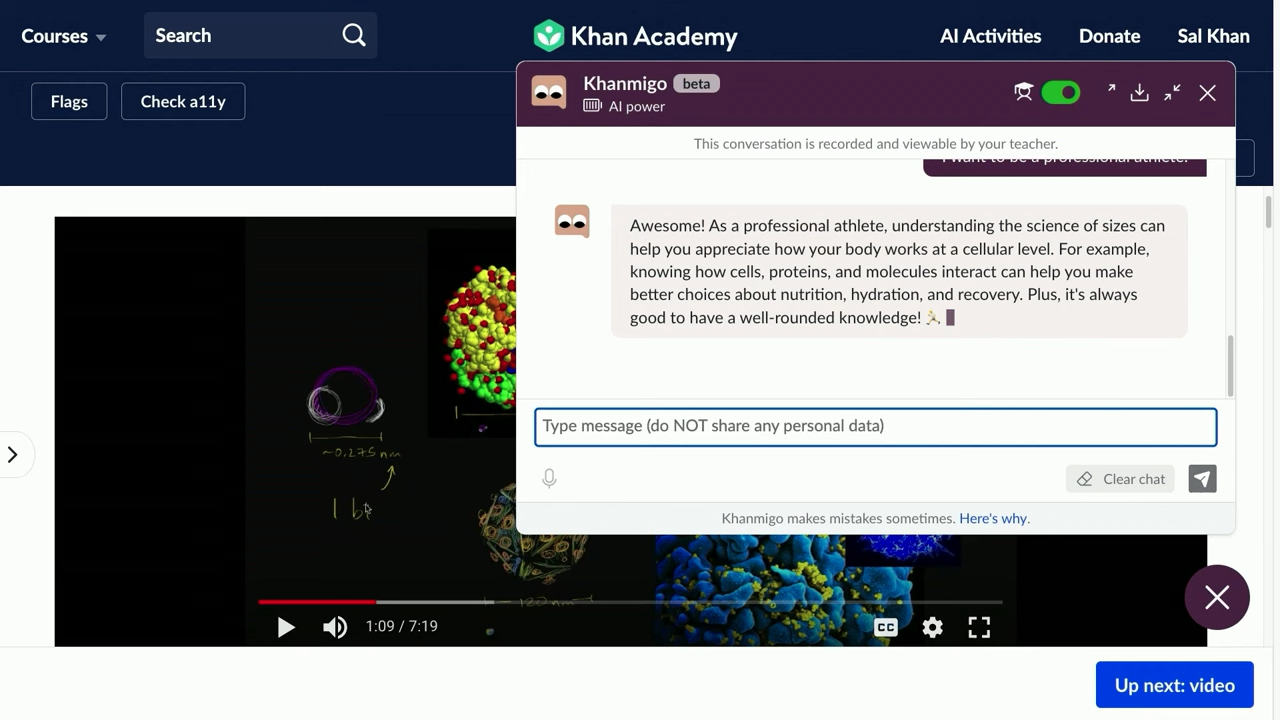 Courses
Search
Khan Academy
AI Activities
Donate
Sal Khan
Flags
Check a11y
Khanmigo beta
AI power
This conversation is recorded and viewable by your teacher.
I want to be a professional athlete.
Awesome! As a professional athlete, understanding the science of sizes can
help you appreciate how your body works at a cellular level. For example,
knowing how cells, proteins, and molecules interact can help you make
better choices about nutrition, hydration, and recovery. Plus, it's always
good to have a well-rounded knowledge!
Type message (do NOT share any personal data)
Clear chat
Khanmigo makes mistakes sometimes. Here's why.
~0.275 nm
1 b
120 nm
1:09 / 7:19
CC
Up next: video